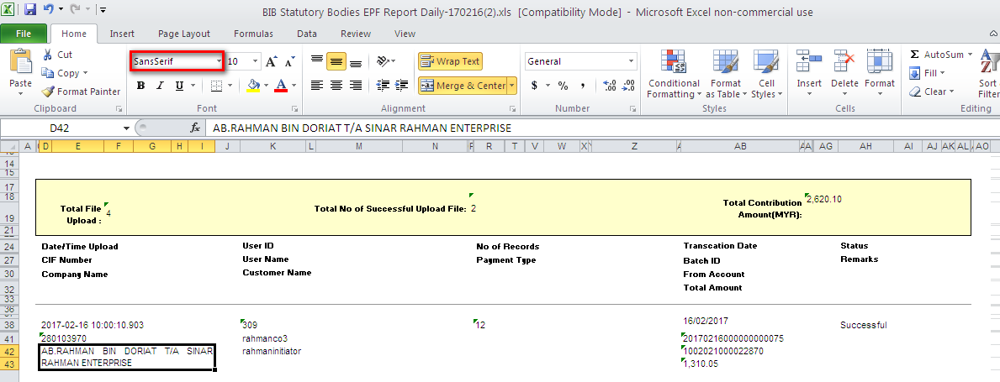 BIB Statutory Bodies EPF Report Daily-170216(2).xls [Compatibility Mode] - Microsoft Excel non-commercial use
File Home Insert Page Layout Formulas Data Review View
Paste
Cut
Copy
Format Painter
Clipboard
SansSerif 10 A A
B I U A
Font
Wrap Text
Merge & Center
Alignment
General
$ % , .00 .0
Number
Conditional Formatting
Format as Table
Cell Styles
Styles
Insert Delete Format
Cells
Σ AutoSum
Fill
Clear
Sort
Filter
Editing
D42 fx AB.RAHMAN BIN DORIAT T/A SINAR RAHMAN ENTERPRISE
A D E F G H I J K L M N R T V W X Z AB AG AH AI AJ AK AL AO
14
15
17
18
19
21
24
27
30
32
33
36
38
41
42
43
Total File Upload : 4
Total No of Successful Upload File: 2
Total Contribution Amount(MYR): 2,620.10
Date/Time Upload User ID No of Records Transcation Date Status
CIF Number User Name Payment Type Batch ID Remarks
Company Name Customer Name From Account
Total Amount
2017-02-16 10:00:10.903 309 12 16/02/2017 Successful
280103970 rahmanco3 20170216000000000075
AB.RAHMAN BIN DORIAT T/A SINAR rahmaninitiator 1002021000022870
RAHMAN ENTERPRISE 1,310.05